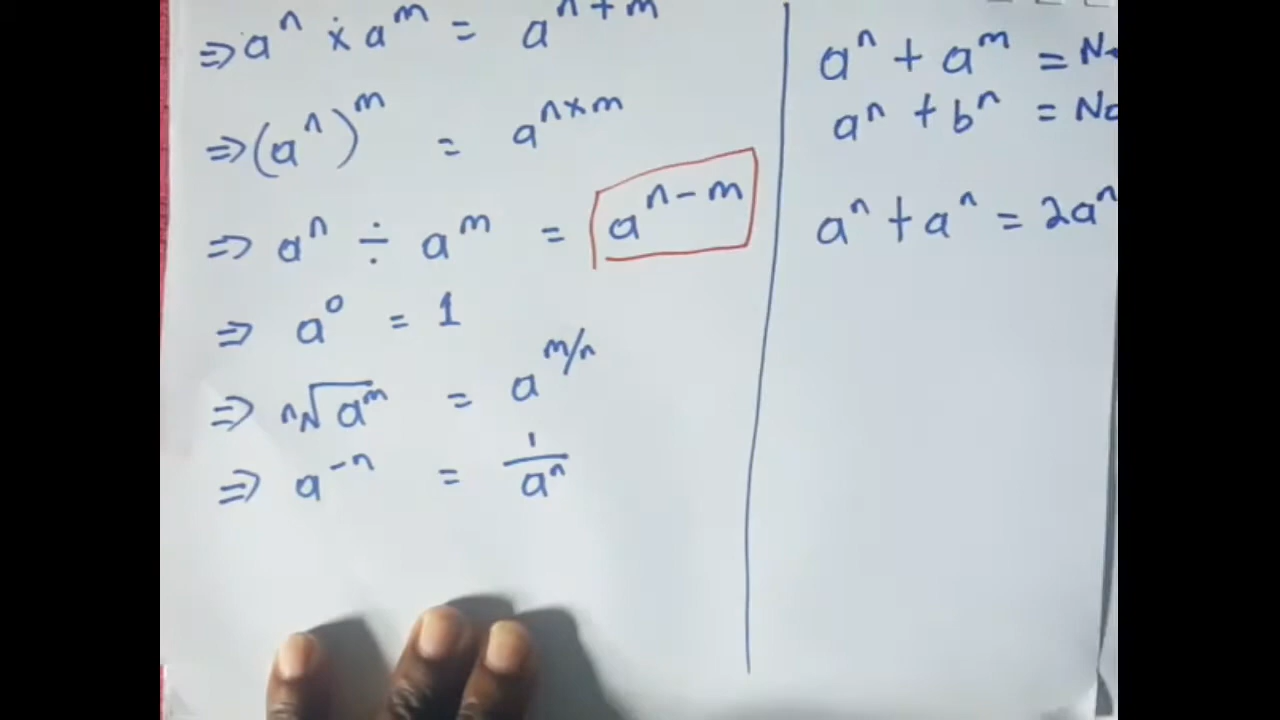 ⇒ aⁿ × aᵐ = aⁿ⁺ᵐ
⇒ (aⁿ)ᵐ = aⁿˣᵐ
⇒ aⁿ ÷ aᵐ = aⁿ⁻ᵐ
⇒ a⁰ = 1
⇒ ⁿ√aᵐ = a^(m/n)
⇒ a⁻ⁿ = 1/aⁿ
aⁿ + aᵐ =
aⁿ + bⁿ =
aⁿ + aⁿ = 2aⁿ